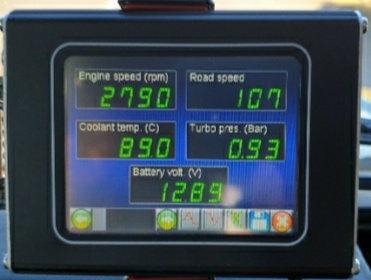 Engine speed (rpm) Road speed
2790 107
Coolant temp. (C) Turbo pres. (Bar)
89.0 0.93
Battery volt. (V)
12.89